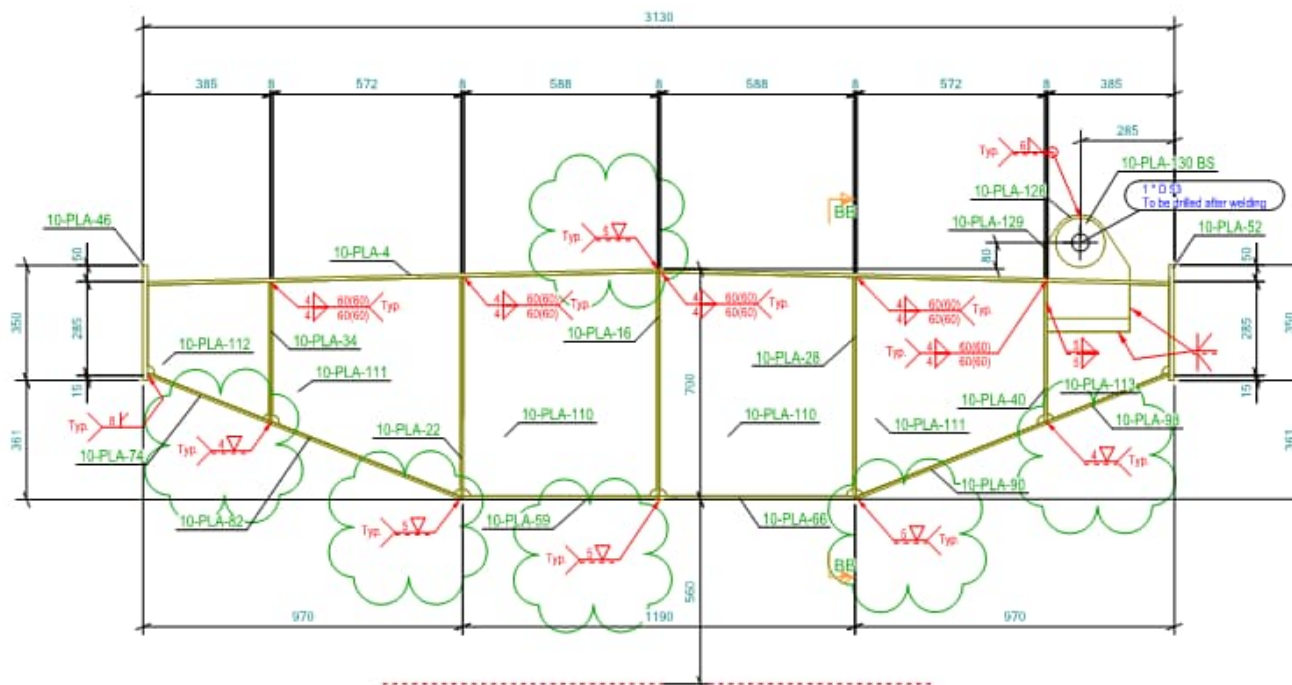 3130
385
8
572
8
588
8
588
8
572
8
385
285
Typ.
6
10-PLA-130 BS
10-PLA-128
1 * D 53
To be drilled after welding
10-PLA-46
BB
10-PLA-129
10-PLA-52
Typ.
6
50
10-PLA-4
80
50
4
4
60(60)
60(60)
Typ.
4
4
60(60)
60(60)
Typ.
4
4
60(60)
60(60)
Typ.
4
4
60(60)
60(60)
Typ.
350
285
10-PLA-112
10-PLA-34
10-PLA-16
10-PLA-28
Typ.
4
4
60(60)
60(60)
5
5
285
350
15
10-PLA-111
700
10-PLA-40
10-PLA-113
15
Typ.
8
10-PLA-22
10-PLA-110
10-PLA-110
10-PLA-111
10-PLA-98
361
10-PLA-74
Typ.
4
4
Typ.
361
10-PLA-82
10-PLA-59
10-PLA-66
10-PLA-90
Typ.
5
Typ.
5
5
Typ.
BB
560
970
1190
970